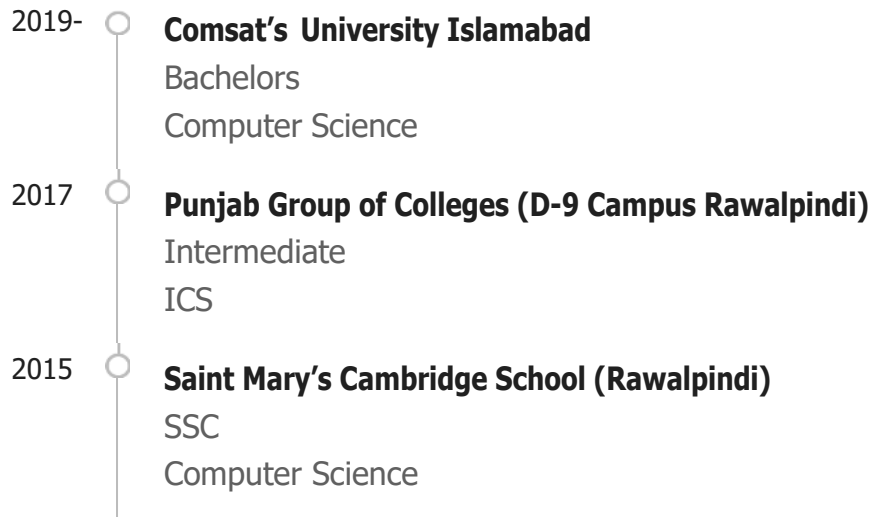 2019- Comsat’s University Islamabad
Bachelors
Computer Science
2017 Punjab Group of Colleges (D-9 Campus Rawalpindi)
Intermediate
ICS
2015 Saint Mary’s Cambridge School (Rawalpindi)
SSC
Computer Science